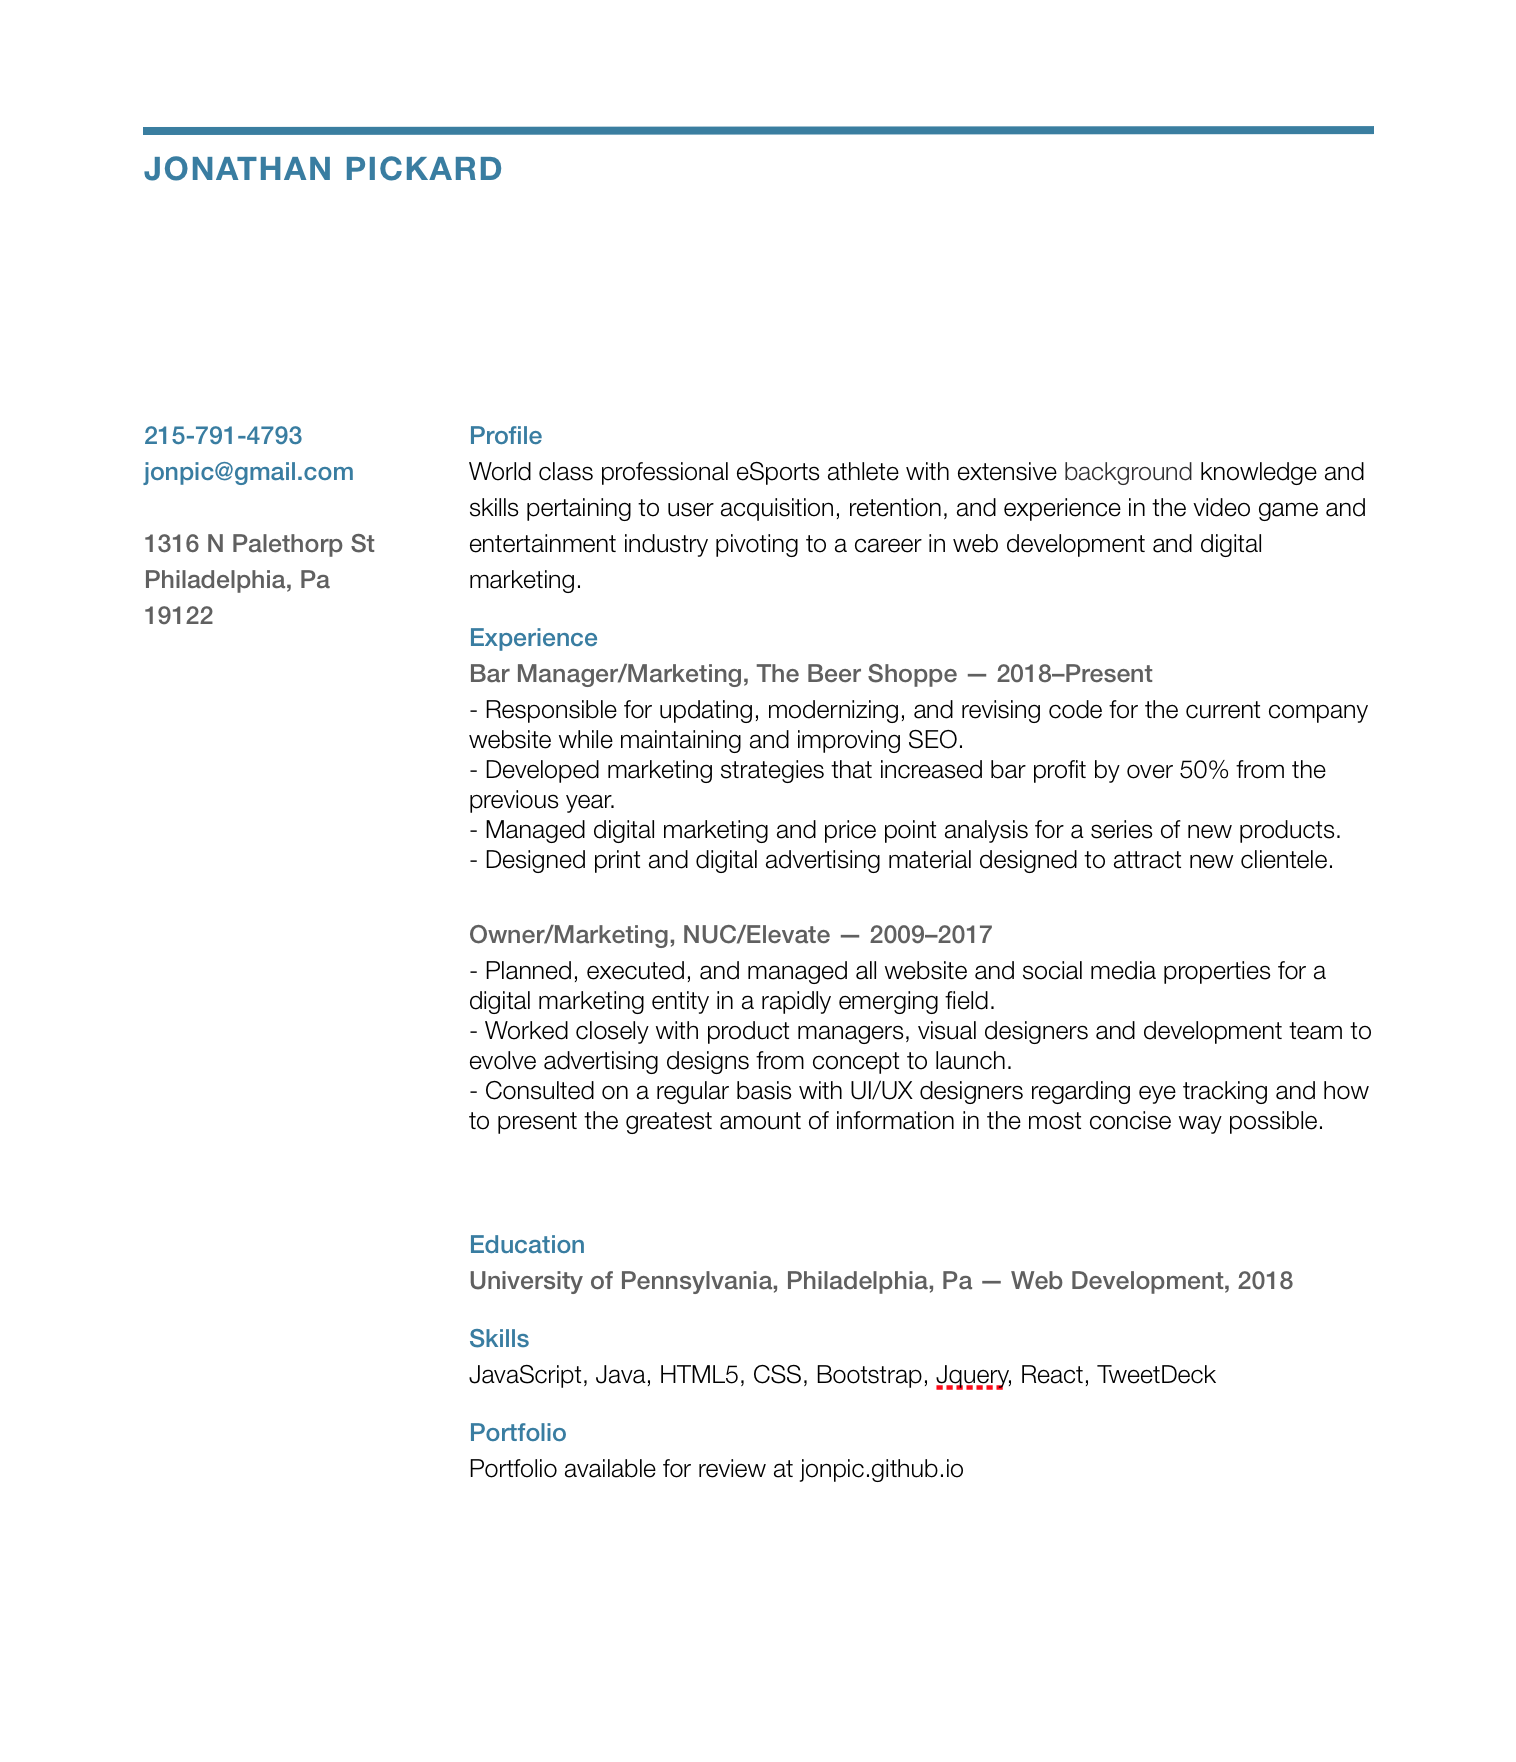 JONATHAN PICKARD
215-791-4793
jonpic@gmail.com
1316 N Palethorp St
Philadelphia, Pa
19122
Profile
World class professional eSports athlete with extensive background knowledge and
skills pertaining to user acquisition, retention, and experience in the video game and
entertainment industry pivoting to a career in web development and digital
marketing.
Experience
Bar Manager/Marketing, The Beer Shoppe — 2018–Present
- Responsible for updating, modernizing, and revising code for the current company
website while maintaining and improving SEO.
- Developed marketing strategies that increased bar profit by over 50% from the
previous year.
- Managed digital marketing and price point analysis for a series of new products.
- Designed print and digital advertising material designed to attract new clientele.
Owner/Marketing, NUC/Elevate — 2009–2017
- Planned, executed, and managed all website and social media properties for a
digital marketing entity in a rapidly emerging field.
- Worked closely with product managers, visual designers and development team to
evolve advertising designs from concept to launch.
- Consulted on a regular basis with UI/UX designers regarding eye tracking and how
to present the greatest amount of information in the most concise way possible.
Education
University of Pennsylvania, Philadelphia, Pa — Web Development, 2018
Skills
JavaScript, Java, HTML5, CSS, Bootstrap, Jquery, React, TweetDeck
Portfolio
Portfolio available for review at jonpic.github.io